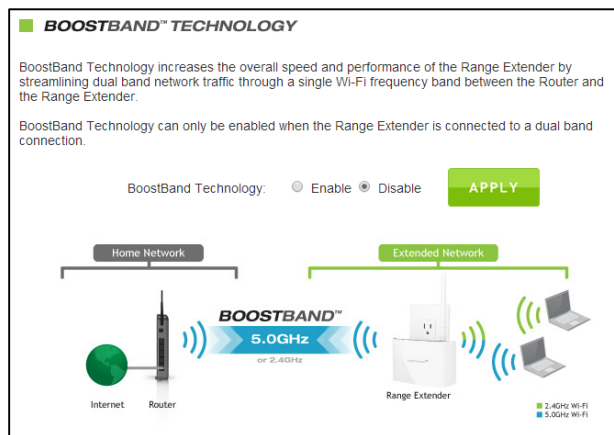 BOOSTBAND™ TECHNOLOGY
BoostBand Technology increases the overall speed and performance of the Range Extender by
streamlining dual band network traffic through a single Wi-Fi frequency band between the Router and
the Range Extender.
BoostBand Technology can only be enabled when the Range Extender is connected to a dual band
connection.
BoostBand Technology: Enable Disable APPLY
Home Network Extended Network
BOOSTBAND™
5.0GHz
or 2.4GHz
Internet Router Range Extender
2.4GHz Wi-Fi
5.0GHz Wi-Fi